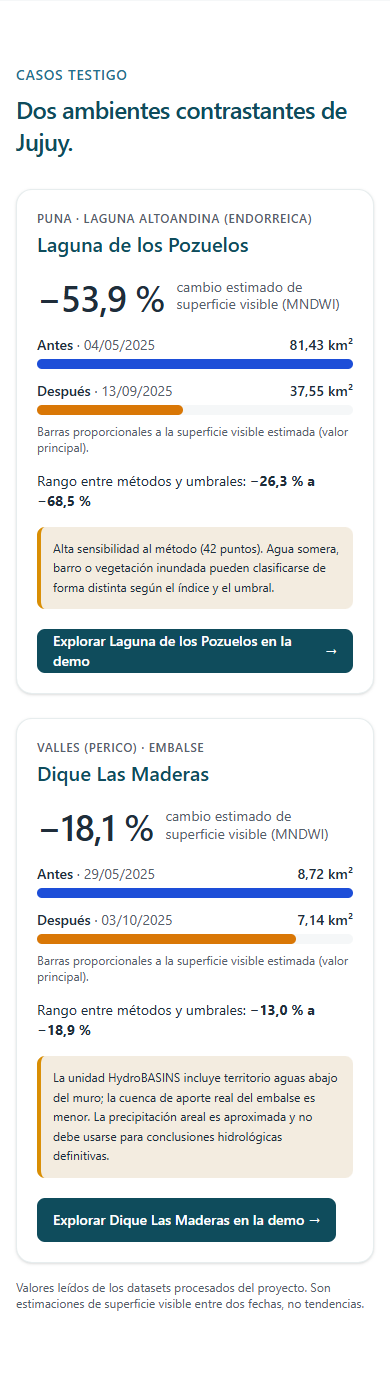 CASOS TESTIGO
Dos ambientes contrastantes de
Jujuy.
PUNA · LAGUNA ALTOANDINA (ENDORREICA)
Laguna de los Pozuelos
−53,9 %
cambio estimado de
superficie visible (MNDWI)
Antes · 04/05/2025 81,43 km²
Después · 13/09/2025 37,55 km²
Barras proporcionales a la superficie visible estimada (valor
principal).
Rango entre métodos y umbrales: −26,3 % a
−68,5 %
Alta sensibilidad al método (42 puntos). Agua somera,
barro o vegetación inundada pueden clasificarse de
forma distinta según el índice y el umbral.
Explorar Laguna de los Pozuelos en la
demo →
VALLES (PERICO) · EMBALSE
Dique Las Maderas
−18,1 %
cambio estimado de
superficie visible (MNDWI)
Antes · 29/05/2025 8,72 km²
Después · 03/10/2025 7,14 km²
Barras proporcionales a la superficie visible estimada (valor
principal).
Rango entre métodos y umbrales: −13,0 % a
−18,9 %
La unidad HydroBASINS incluye territorio aguas abajo
del muro; la cuenca de aporte real del embalse es
menor. La precipitación areal es aproximada y no
debe usarse para conclusiones hidrológicas
definitivas.
Explorar Dique Las Maderas en la demo →
Valores leídos de los datasets procesados del proyecto. Son
estimaciones de superficie visible entre dos fechas, no tendencias.